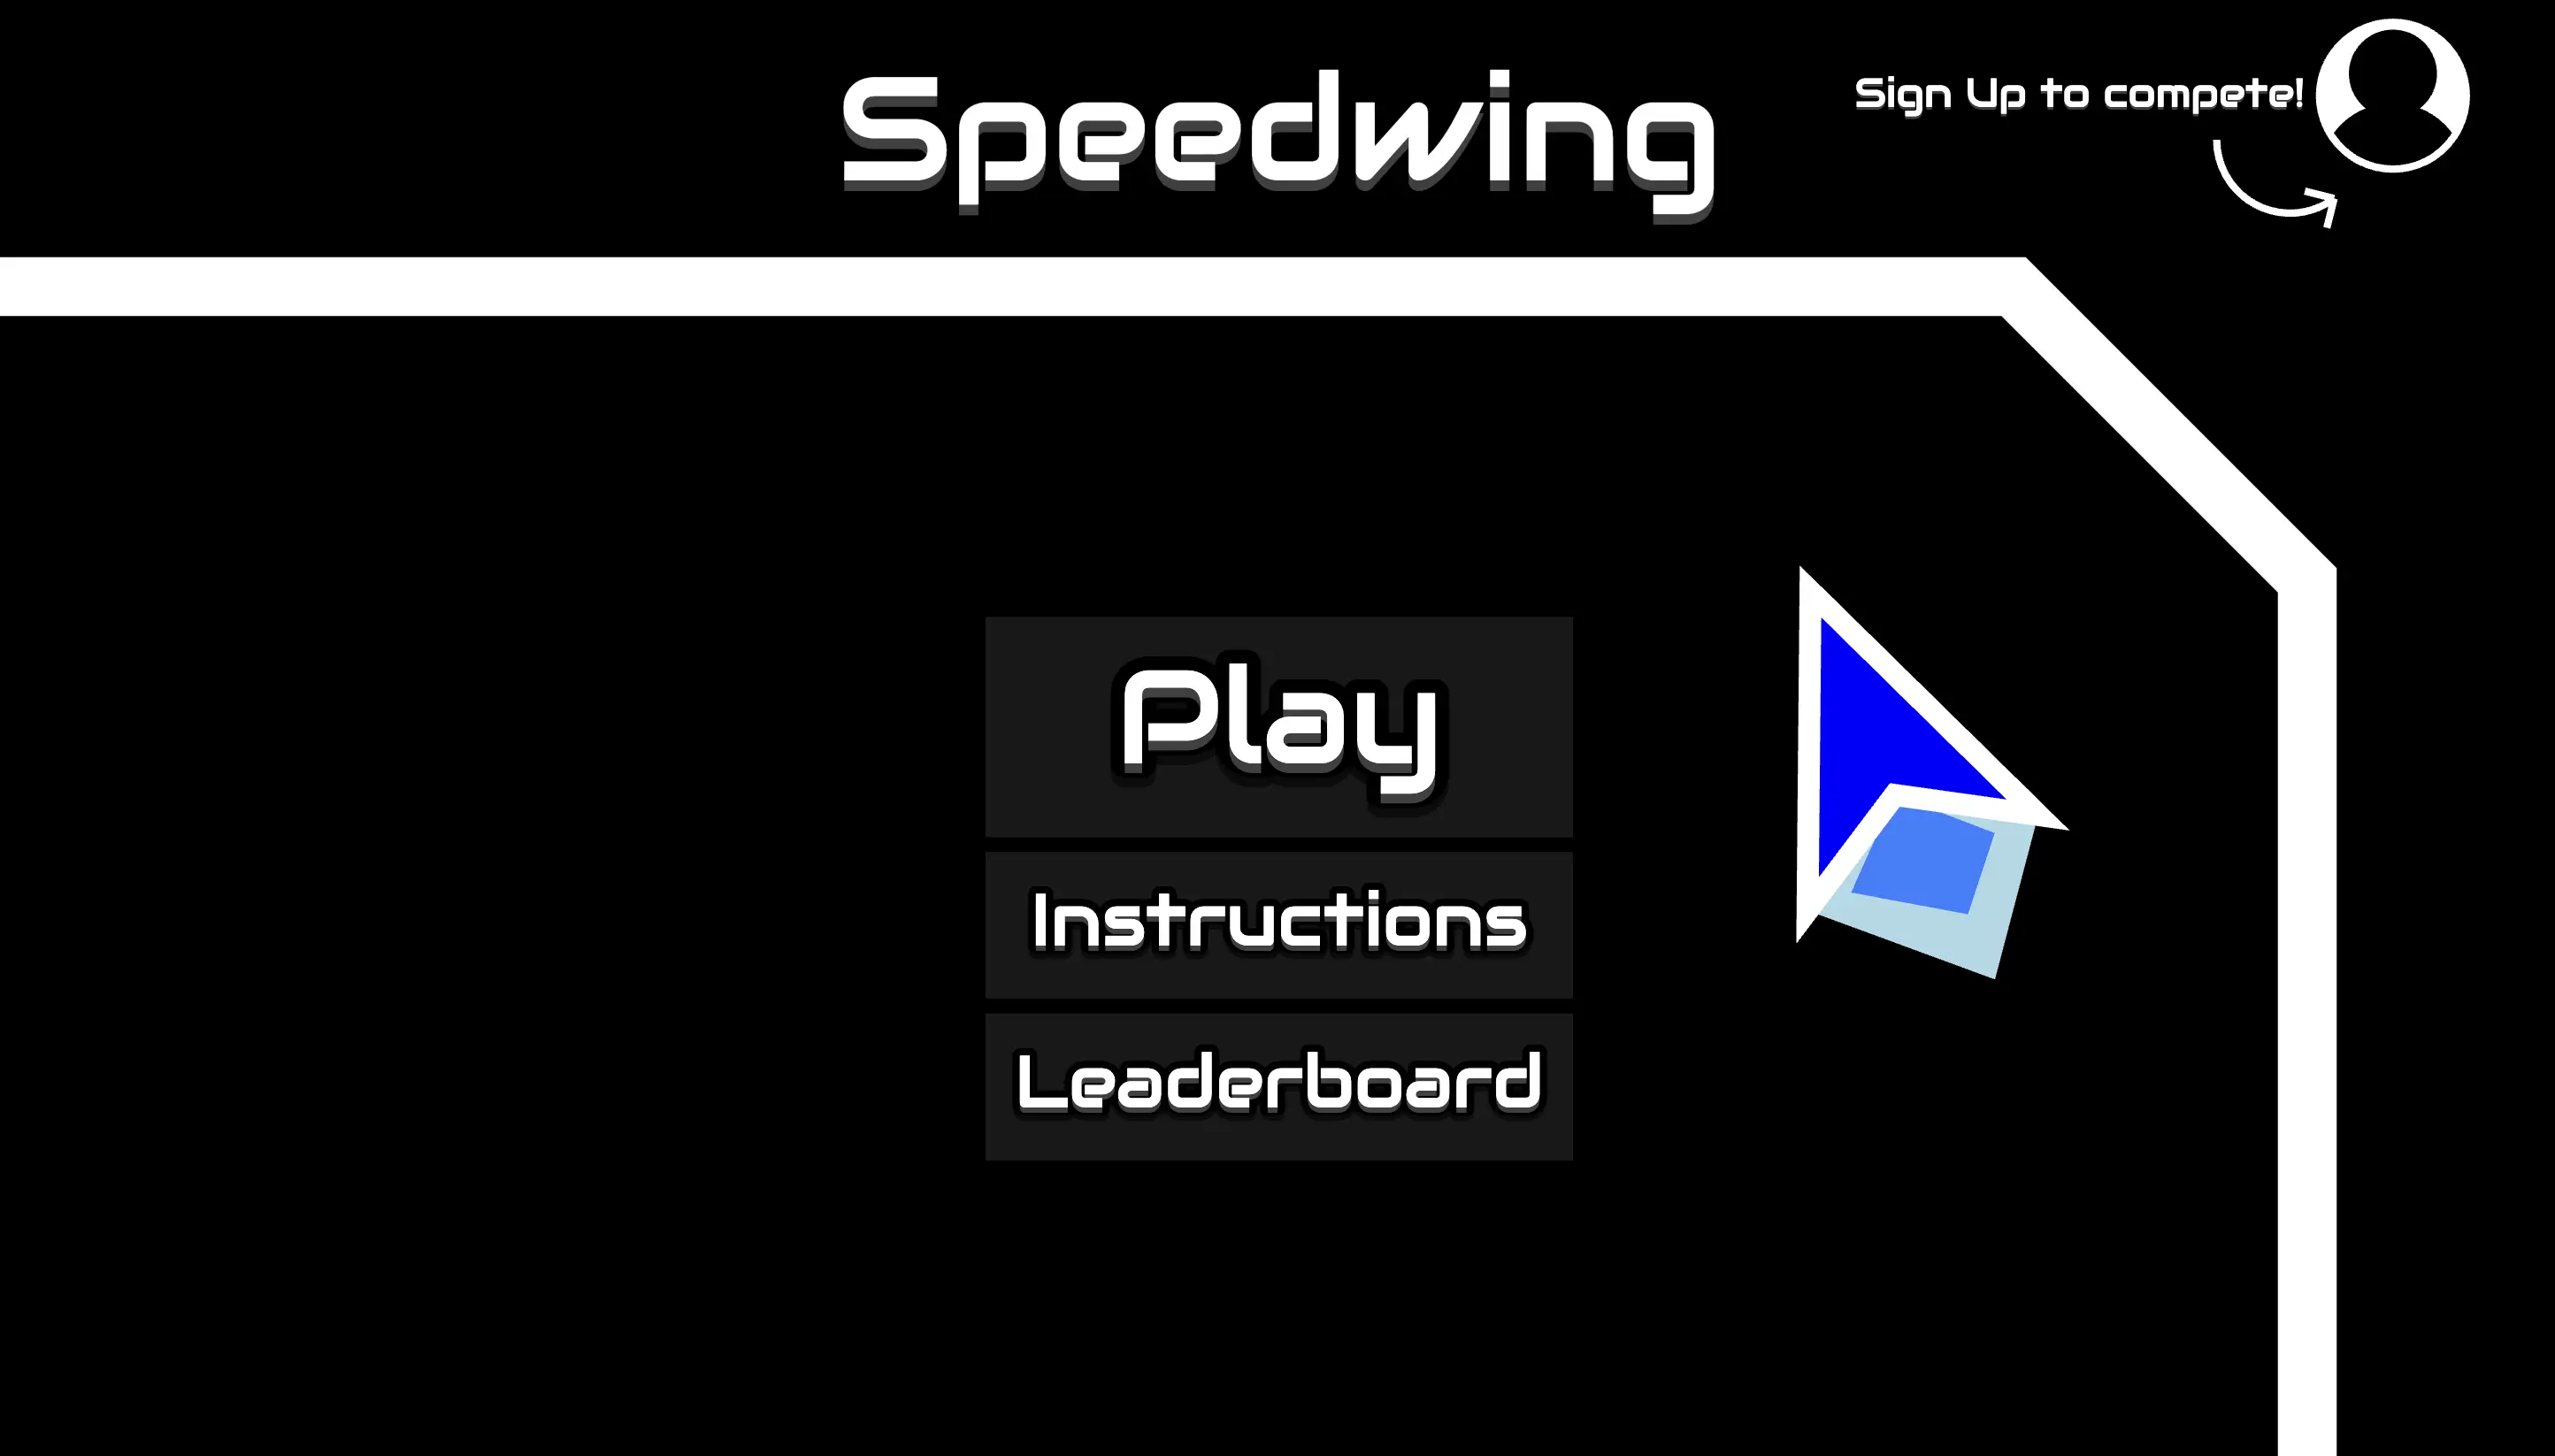 Speedwing
Sign Up to compete!
Play
Instructions
Leaderboard